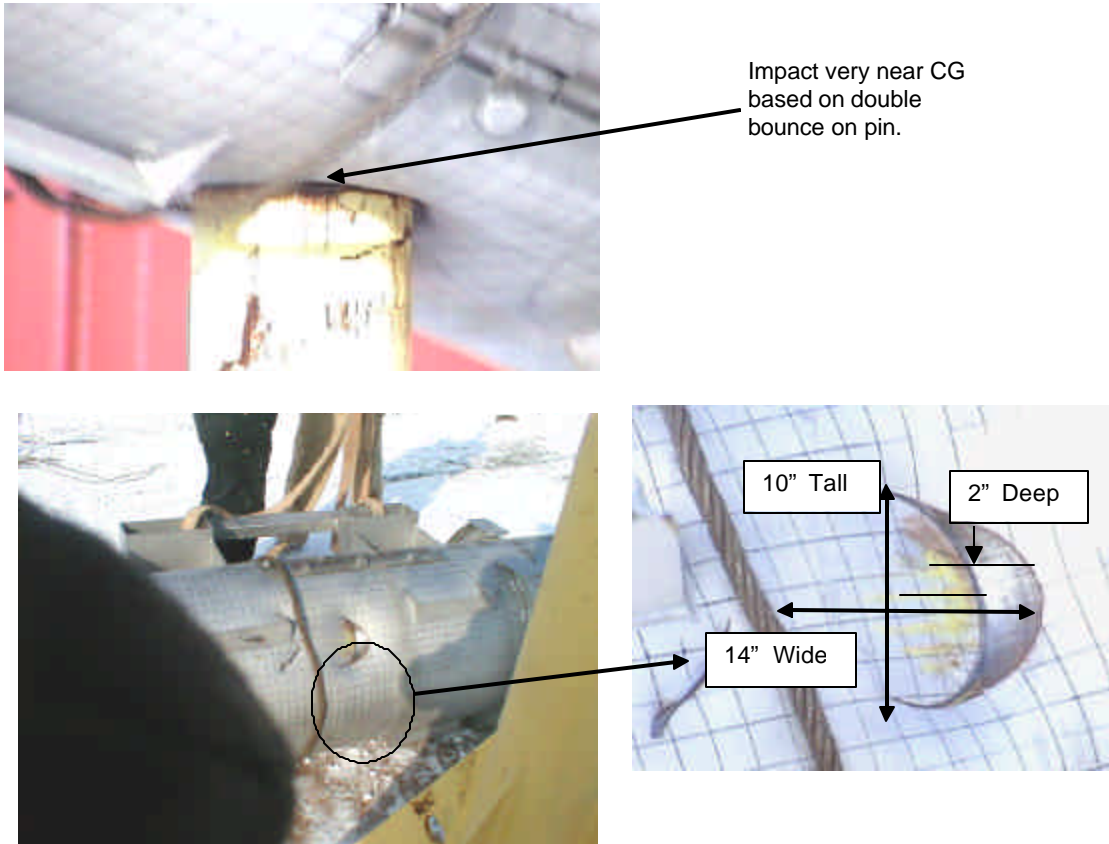 Impact very near CG
based on double
bounce on pin.
10” Tall
2” Deep
14” Wide